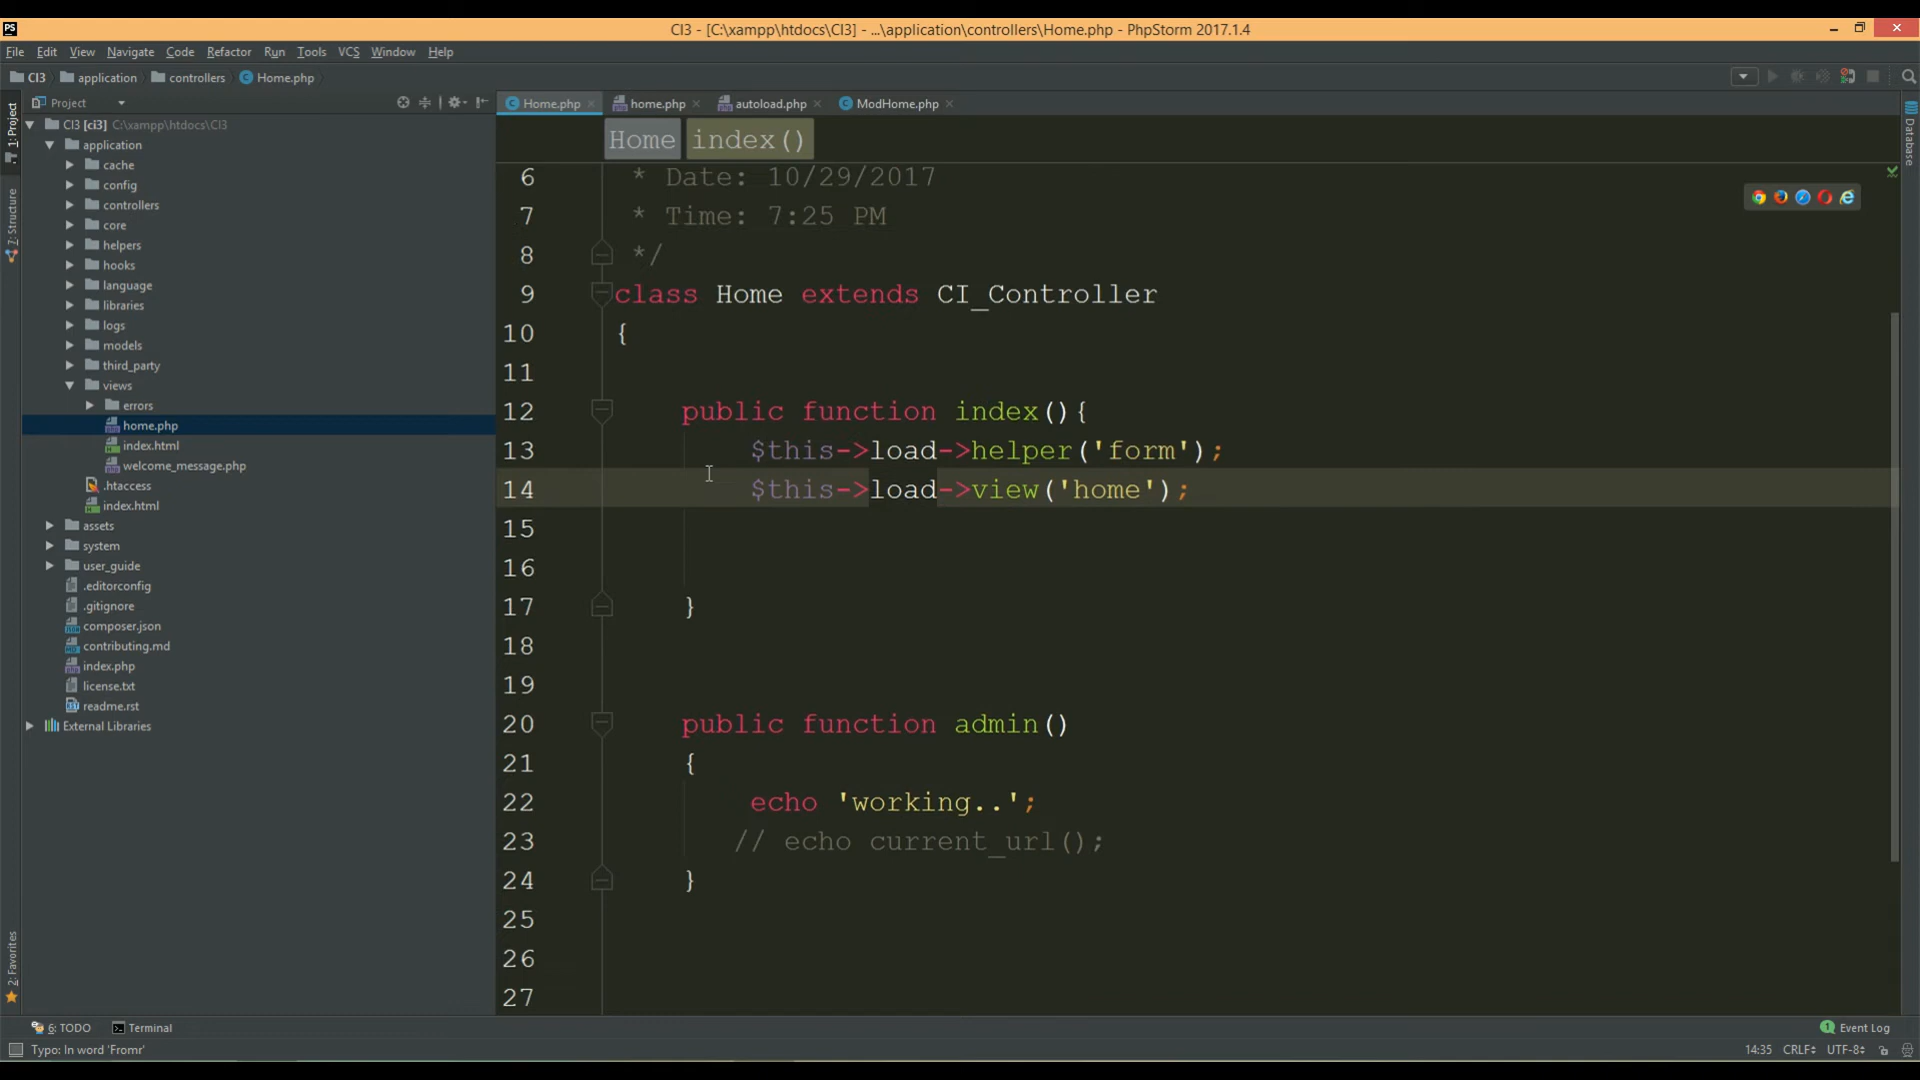 CI3 - [C:\xampp\htdocs\CI3] - ...\application\controllers\Home.php - PhpStorm 2017.1.4
File Edit View Navigate Code Refactor Run Tools VCS Window Help
CI3 application controllers Home.php
Project
Home.php home.php autoload.php ModHome.php
1: Project
7: Structure
2: Favorites
Database
CI3 [ci3] C:\xampp\htdocs\CI3
application
cache
config
controllers
core
helpers
hooks
language
libraries
logs
models
third_party
views
errors
home.php
index.html
welcome_message.php
.htaccess
index.html
assets
system
user_guide
.editorconfig
.gitignore
composer.json
contributing.md
index.php
license.txt
readme.rst
External Libraries
Home index()
6 * Date: 10/29/2017
7 * Time: 7:25 PM
8 */
9 class Home extends CI_Controller
10 {
11
12 public function index(){
13 $this->load->helper('form');
14 $this->load->view('home');
15
16
17 }
18
19
20 public function admin()
21 {
22 echo 'working..';
23 // echo current_url();
24 }
25
26
27
6: TODO Terminal Event Log
Typo: In word 'Fromr' 14:35 CRLF UTF-8